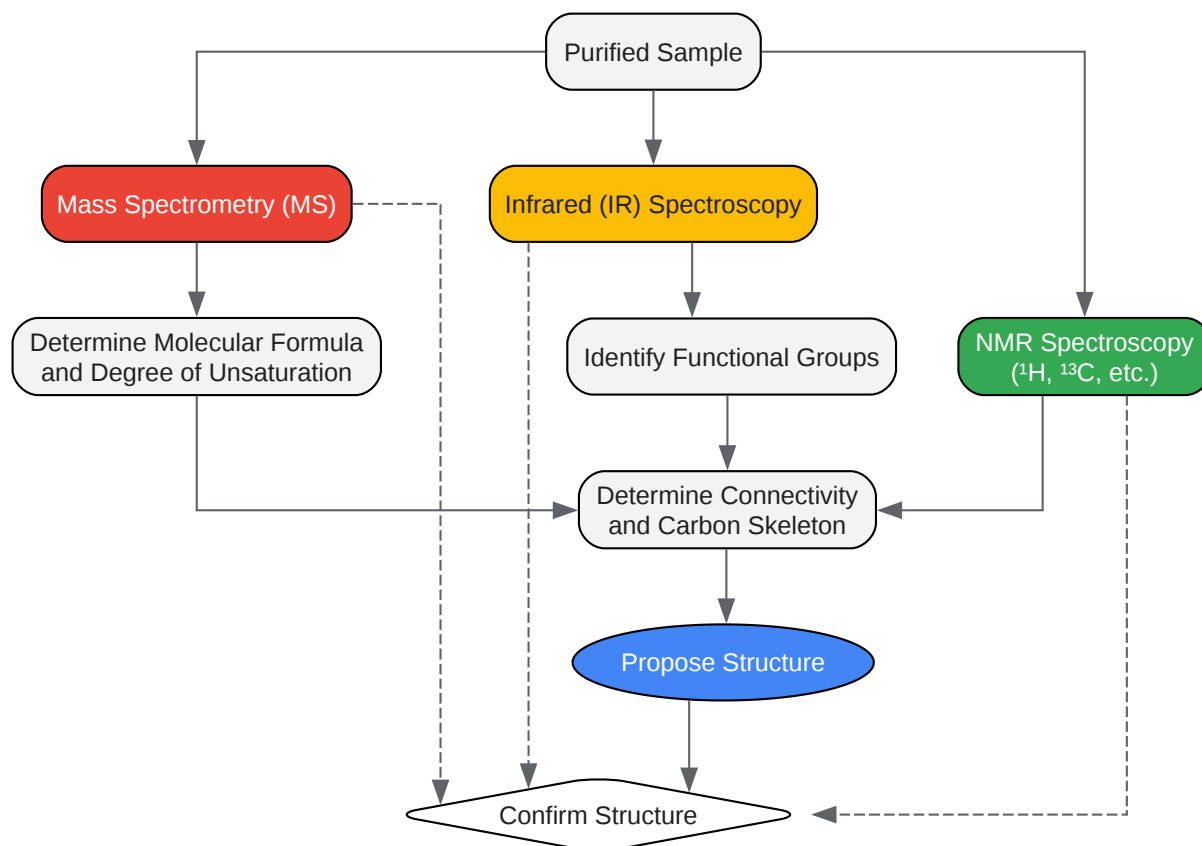 Purified Sample
Mass Spectrometry (MS)
Infrared (IR) Spectroscopy
Determine Molecular Formula
and Degree of Unsaturation
Identify Functional Groups
NMR Spectroscopy
(¹H, ¹³C, etc.)
Determine Connectivity
and Carbon Skeleton
Propose Structure
Confirm Structure